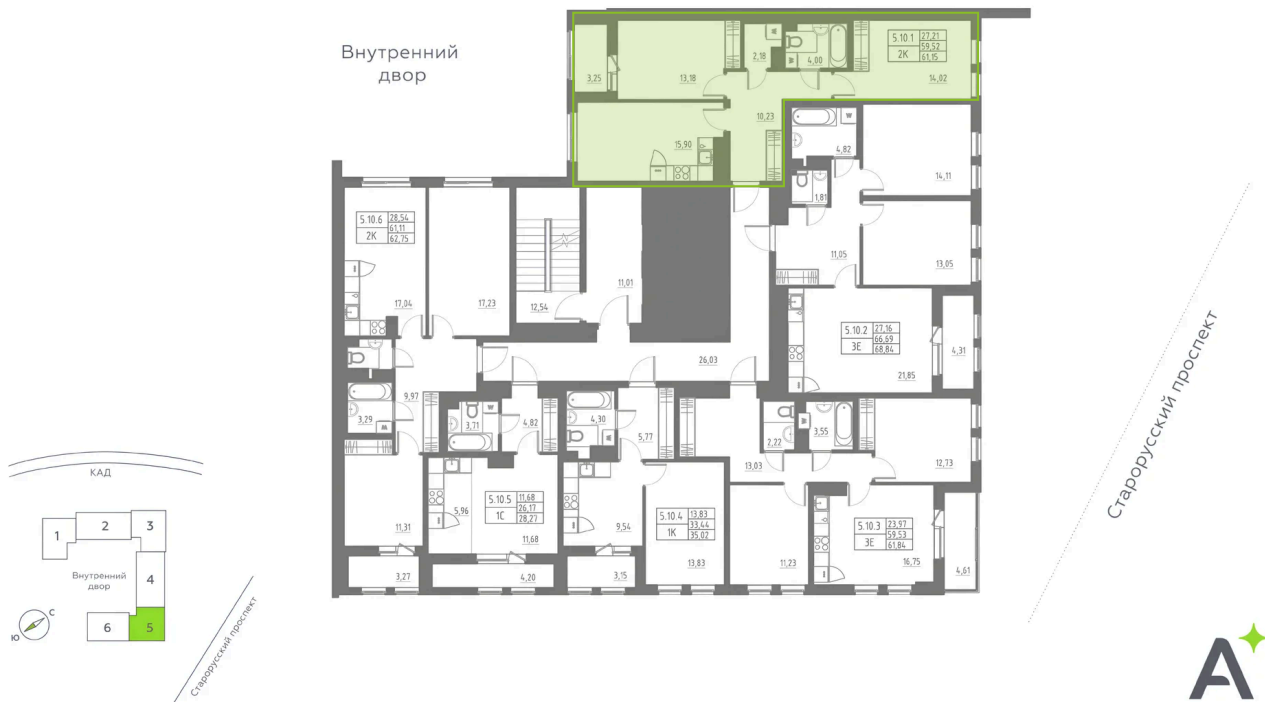 Внутренний
двор
5.10.1 27,21
59,52
2К 61,15
3,25
13,18
2,18
W
4,00
W
14,02
10,23
15,90
W
4,82
14,11
1,81
11,05
13,05
5.10.6 28,54
61,11
2К 62,75
17,04
17,23
12,54
11,01
26,03
5.10.2 27,16
66,69
3Е 68,84
21,85
4,31
9,97
3,29
W
3,71
W
4,82
4,30
W
5,77
2,22
W
3,55
13,03
12,73
11,31
5,96
5.10.5 11,68
26,17
1С 28,27
11,68
9,54
5.10.4 13,83
33,44
1К 35,02
13,83
11,23
5.10.3 23,97
59,53
3Е 61,84
16,75
3,27
4,20
3,15
4,61
Старорусский проспект
КАД
1
2
3
Внутренний
двор
4
5
6
С
Ю
Старорусский проспект
А